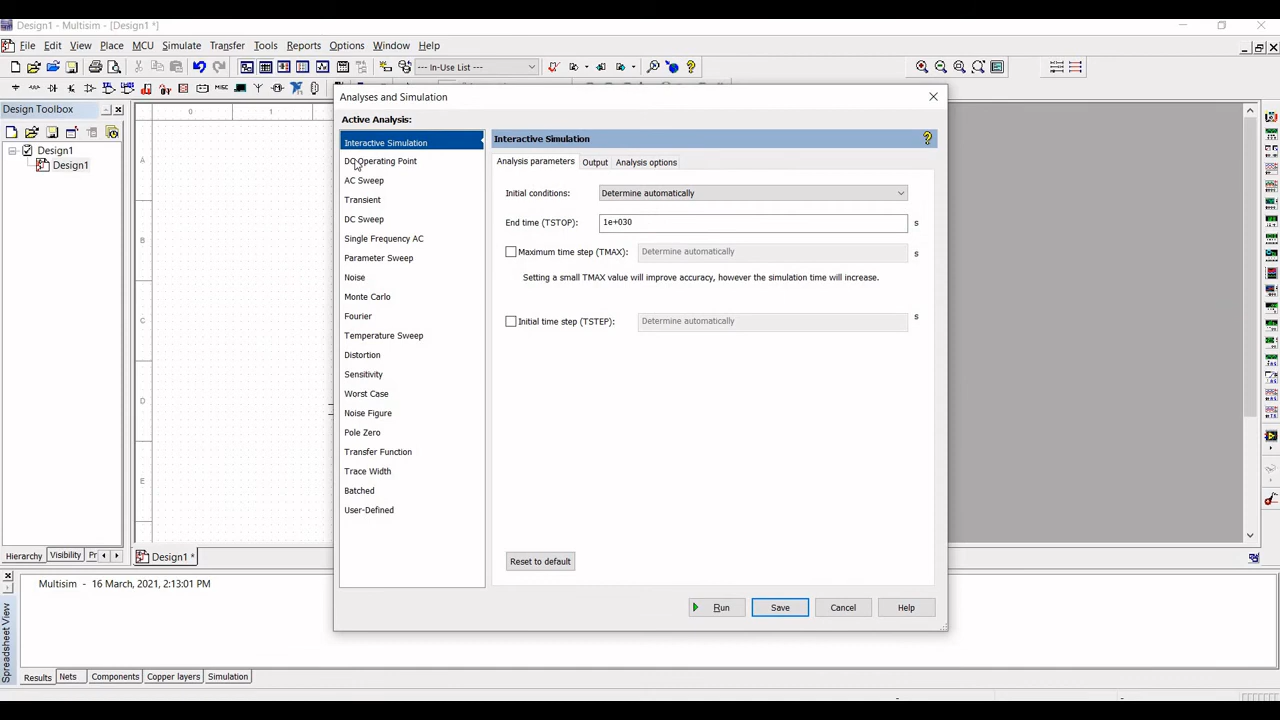 Design1 - Multisim - [Design1 *]
File Edit View Place MCU Simulate Transfer Tools Reports Options Window Help
--- In-Use List ---
Design Toolbox
Design1
Design1
0 1
A
B
C
D
E
Hierarchy Visibility Pr
Design1 *
Analyses and Simulation
Active Analysis:
Interactive Simulation
DC Operating Point
AC Sweep
Transient
DC Sweep
Single Frequency AC
Parameter Sweep
Noise
Monte Carlo
Fourier
Temperature Sweep
Distortion
Sensitivity
Worst Case
Noise Figure
Pole Zero
Transfer Function
Trace Width
Batched
User-Defined
Interactive Simulation
Analysis parameters Output Analysis options
Initial conditions: Determine automatically
End time (TSTOP): 1e+030 s
Maximum time step (TMAX): Determine automatically s
Setting a small TMAX value will improve accuracy, however the simulation time will increase.
Initial time step (TSTEP): Determine automatically s
Reset to default
Run Save Cancel Help
Multisim - 16 March, 2021, 2:13:01 PM
Spreadsheet View
Results Nets Components Copper layers Simulation